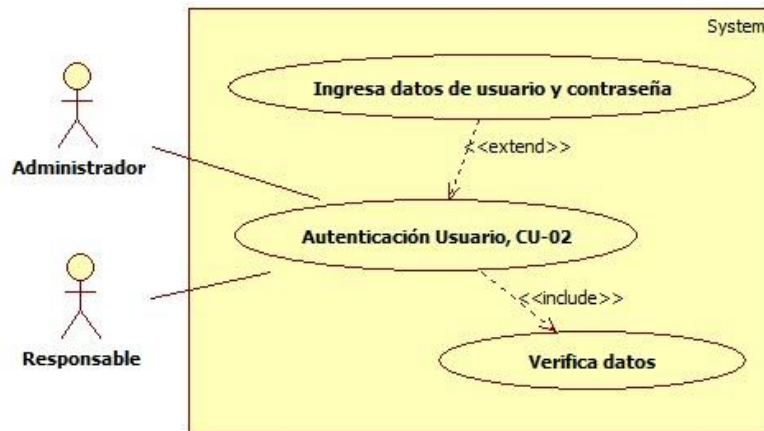 System
Ingresa datos de usuario y contraseña
<<extend>>
Administrador
Autenticación Usuario, CU-02
<<include>>
Responsable
Verifica datos